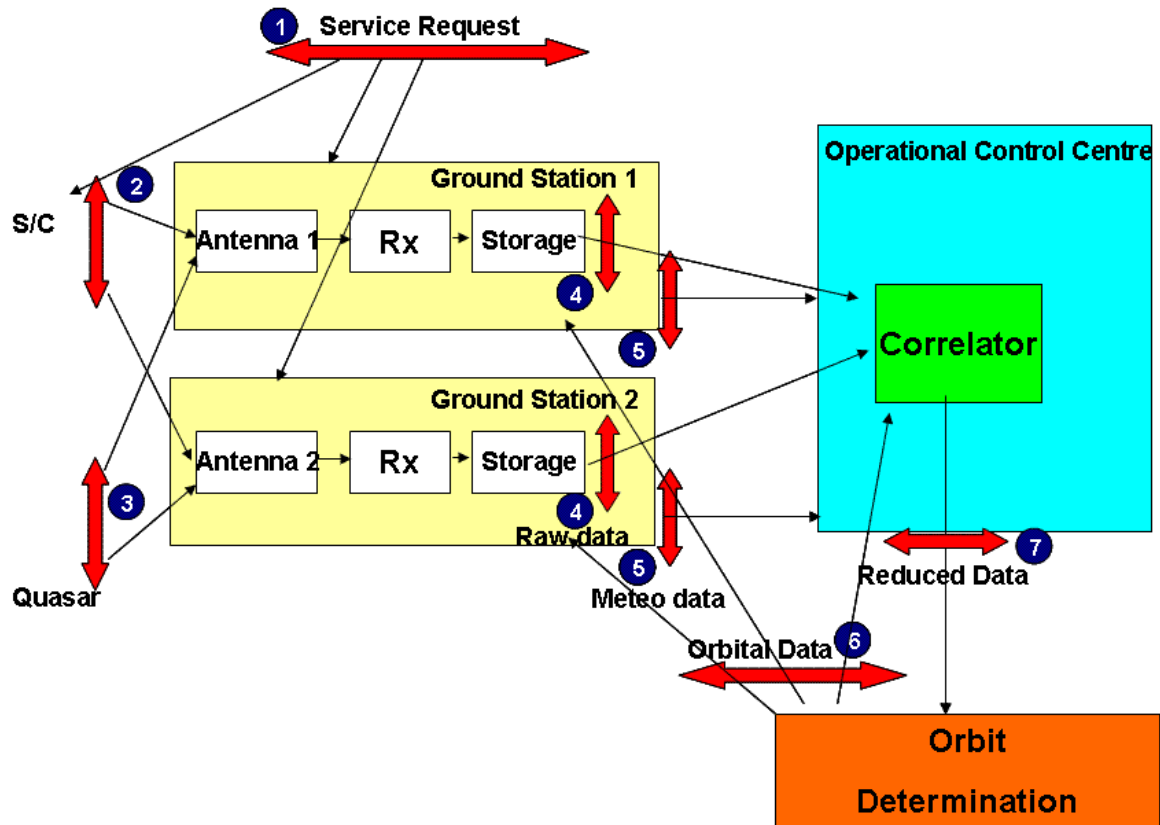 1
Service Request
Operational Control Centre
2
Ground Station 1
S/C
Antenna 1
Rx
Storage
4
5
Correlator
Ground Station 2
Antenna 2
Rx
Storage
3
4
Raw data
5
Meteo data
7
Reduced Data
Quasar
Orbital Data
6
Orbit
Determination